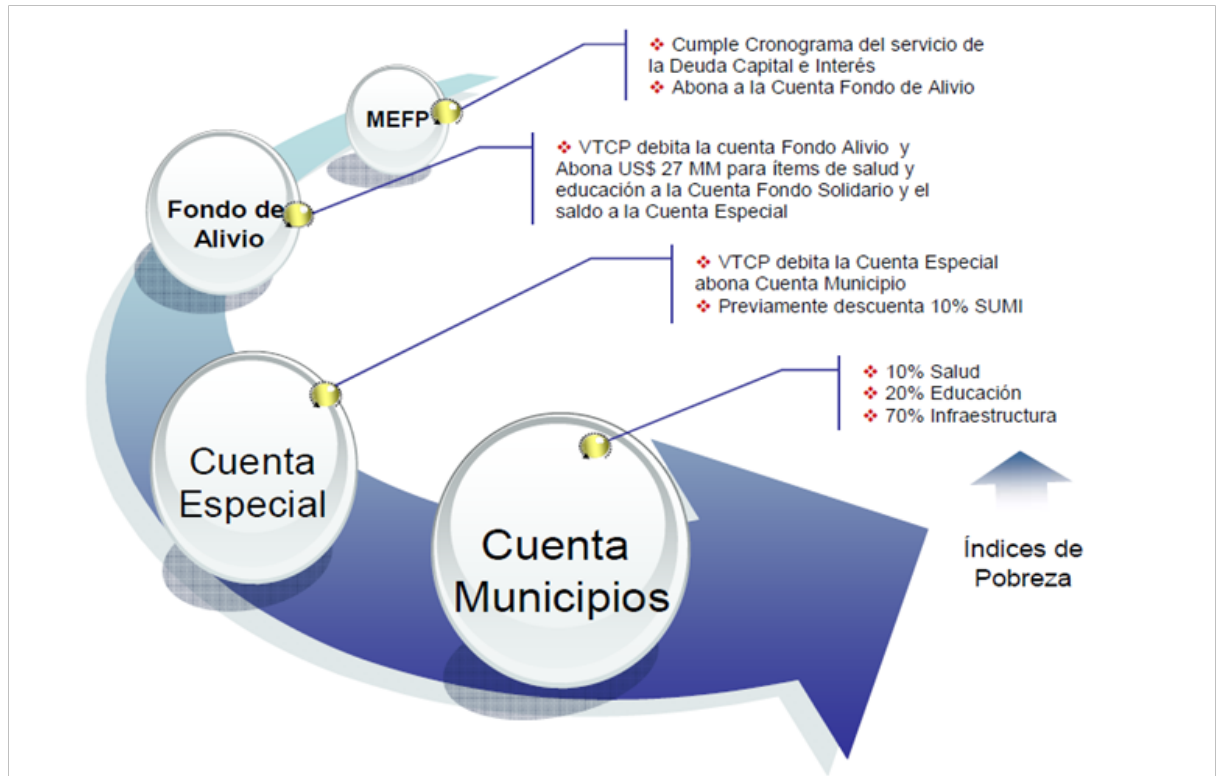 MEFP
❖ Cumple Cronograma del servicio de
la Deuda Capital e Interés
❖ Abona a la Cuenta Fondo de Alivio
Fondo de
Alivio
❖ VTCP debita la cuenta Fondo Alivio y
Abona US$ 27 MM para ítems de salud y
educación a la Cuenta Fondo Solidario y el
saldo a la Cuenta Especial
Cuenta
Especial
❖ VTCP debita la Cuenta Especial
abona Cuenta Municipio
❖ Previamente descuenta 10% SUMI
Cuenta
Municipios
❖ 10% Salud
❖ 20% Educación
❖ 70% Infraestructura
Índices de
Pobreza